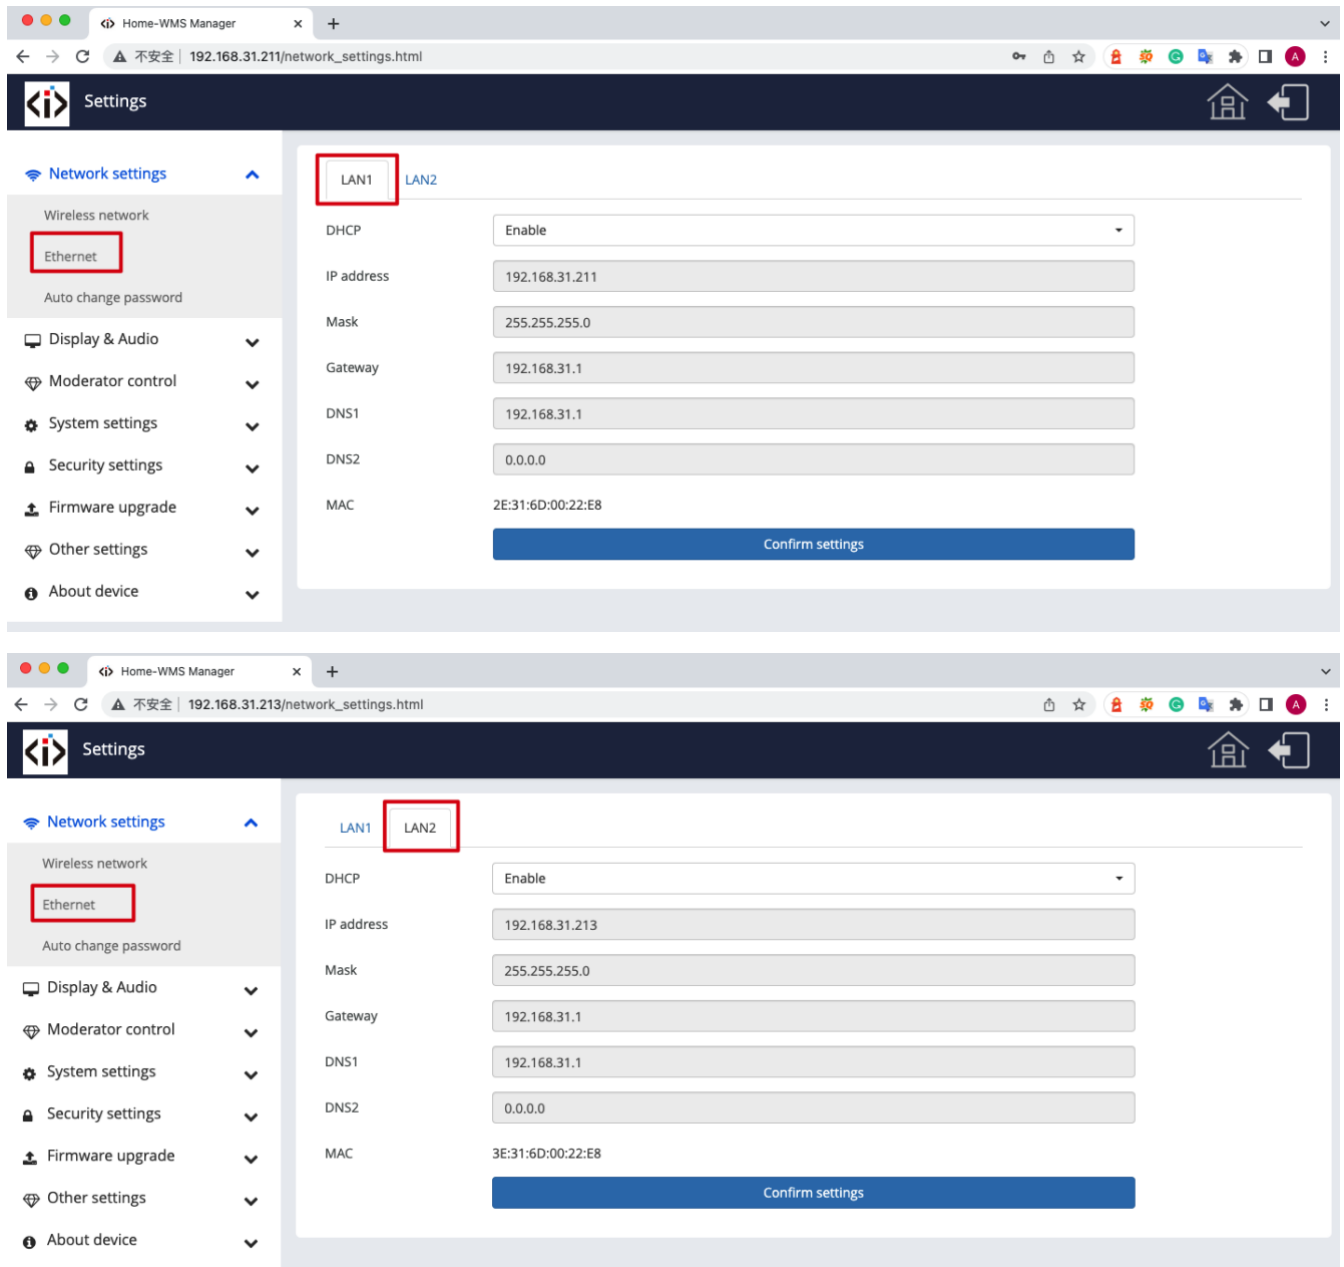 Home-WMS Manager
不安全 192.168.31.211/network_settings.html
A
Settings
Network settings
Wireless network
Ethernet
Auto change password
Display & Audio
Moderator control
System settings
Security settings
Firmware upgrade
Other settings
About device
LAN1 LAN2
DHCP Enable
IP address 192.168.31.211
Mask 255.255.255.0
Gateway 192.168.31.1
DNS1 192.168.31.1
DNS2 0.0.0.0
MAC 2E:31:6D:00:22:E8
Confirm settings
Home-WMS Manager
不安全 192.168.31.213/network_settings.html
A
Settings
Network settings
Wireless network
Ethernet
Auto change password
Display & Audio
Moderator control
System settings
Security settings
Firmware upgrade
Other settings
About device
LAN1 LAN2
DHCP Enable
IP address 192.168.31.213
Mask 255.255.255.0
Gateway 192.168.31.1
DNS1 192.168.31.1
DNS2 0.0.0.0
MAC 3E:31:6D:00:22:E8
Confirm settings